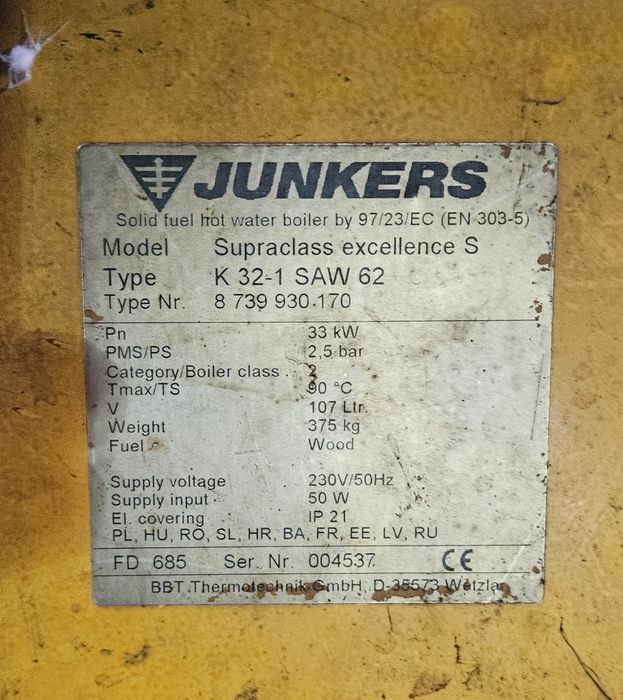 JUNKERS
Solid fuel hot water boiler by 97/23/EC (EN 303-5)
Model Supraclass excellence S
Type K 32-1 SAW 62
Type Nr. 8 739 930 170
Pn 33 kW
PMS/PS 2,5 bar
Category/Boiler class . 2
Tmax/TS 90 °C
V 107 Ltr.
Weight 375 kg
Fuel Wood
Supply voltage 230V/50Hz
Supply input 50 W
El. covering IP 21
PL, HU, RO, SL, HR, BA, FR, EE, LV, RU
FD 685 Ser. Nr. 004537 CE
BBT Thermotechnik GmbH, D-35573 Wetzlar